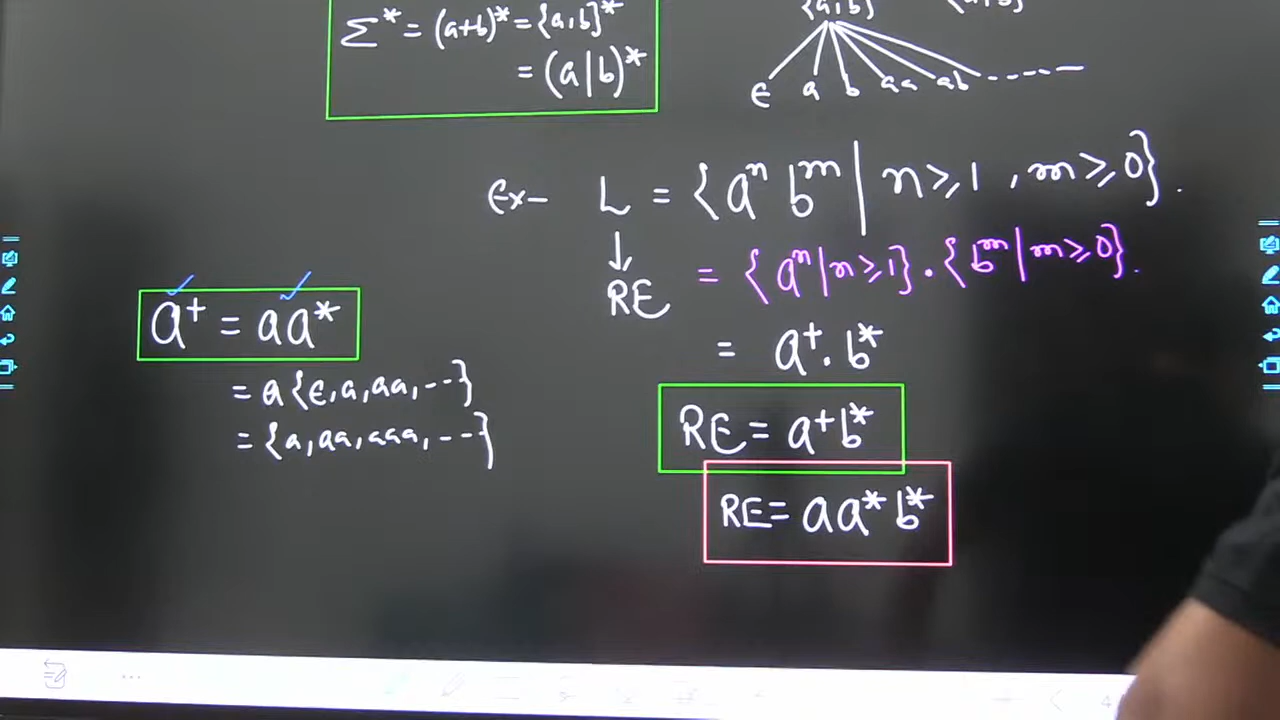 Σ* = (a+b)* = {a,b}*
= (a|b)*
{a,b} {a,b}
ϵ a b aa ab -----
Ex- L = {aⁿ bᵐ | n ≥ 1, m ≥ 0}.
↓
RE = {aⁿ | n ≥ 1} . {bᵐ | m ≥ 0}.
= a⁺ . b*
RE = a⁺b*
RE = aa* b*
a⁺ = aa*
= a {ϵ, a, aa, ---}
= {a, aa, aaa, ---}